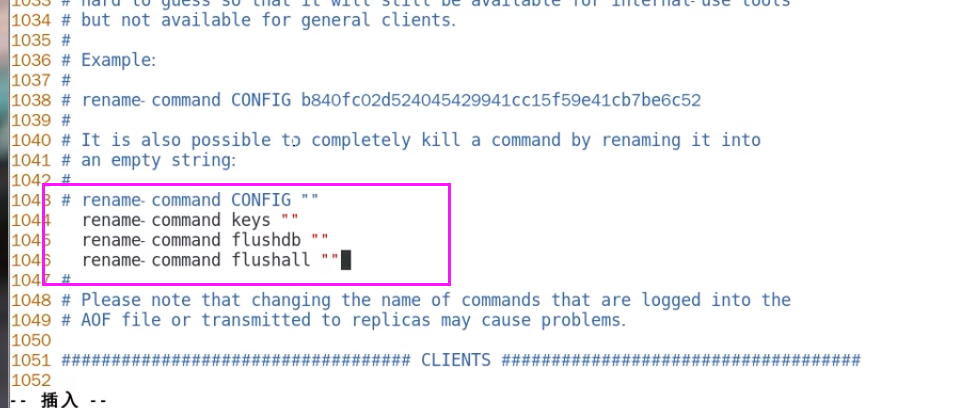 1033 # hard to guess so that it will still be available for internal-use tools
1034 # but not available for general clients.
1035 #
1036 # Example:
1037 #
1038 # rename-command CONFIG b840fc02d524045429941cc15f59e41cb7be6c52
1039 #
1040 # It is also possible to completely kill a command by renaming it into
1041 # an empty string:
1042 #
1043 # rename-command CONFIG ""
1044   rename-command keys ""
1045   rename-command flushdb ""
1046   rename-command flushall ""
1047 #
1048 # Please note that changing the name of commands that are logged into the
1049 # AOF file or transmitted to replicas may cause problems.
1050
1051 ################################### CLIENTS ####################################
1052
-- 插入 --